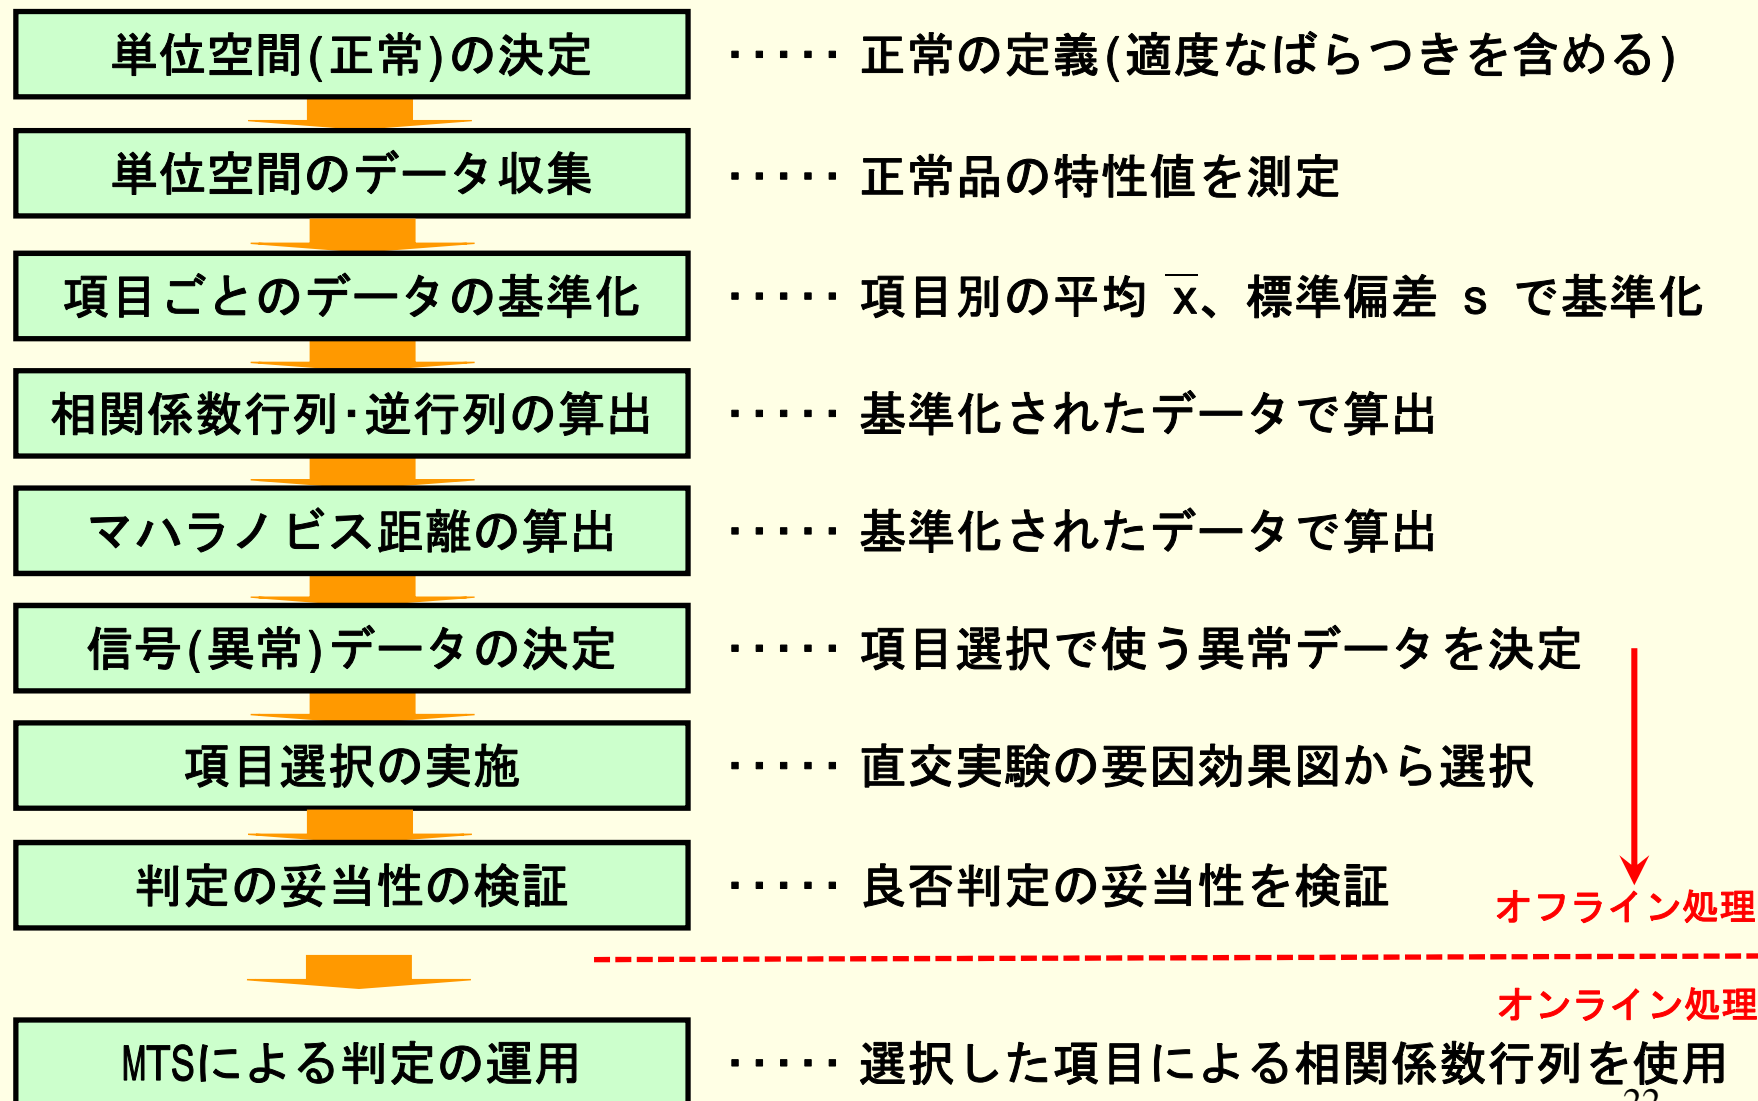 単位空間(正常)の決定 ····· 正常の定義(適度なばらつきを含める)
単位空間のデータ収集 ····· 正常品の特性値を測定
項目ごとのデータの基準化 ····· 項目別の平均 x̅、標準偏差 s で基準化
相関係数行列･逆行列の算出 ····· 基準化されたデータで算出
マハラノビス距離の算出 ····· 基準化されたデータで算出
信号(異常)データの決定 ····· 項目選択で使う異常データを決定
項目選択の実施 ····· 直交実験の要因効果図から選択
判定の妥当性の検証 ····· 良否判定の妥当性を検証
オフライン処理
オンライン処理
MTSによる判定の運用 ····· 選択した項目による相関係数行列を使用